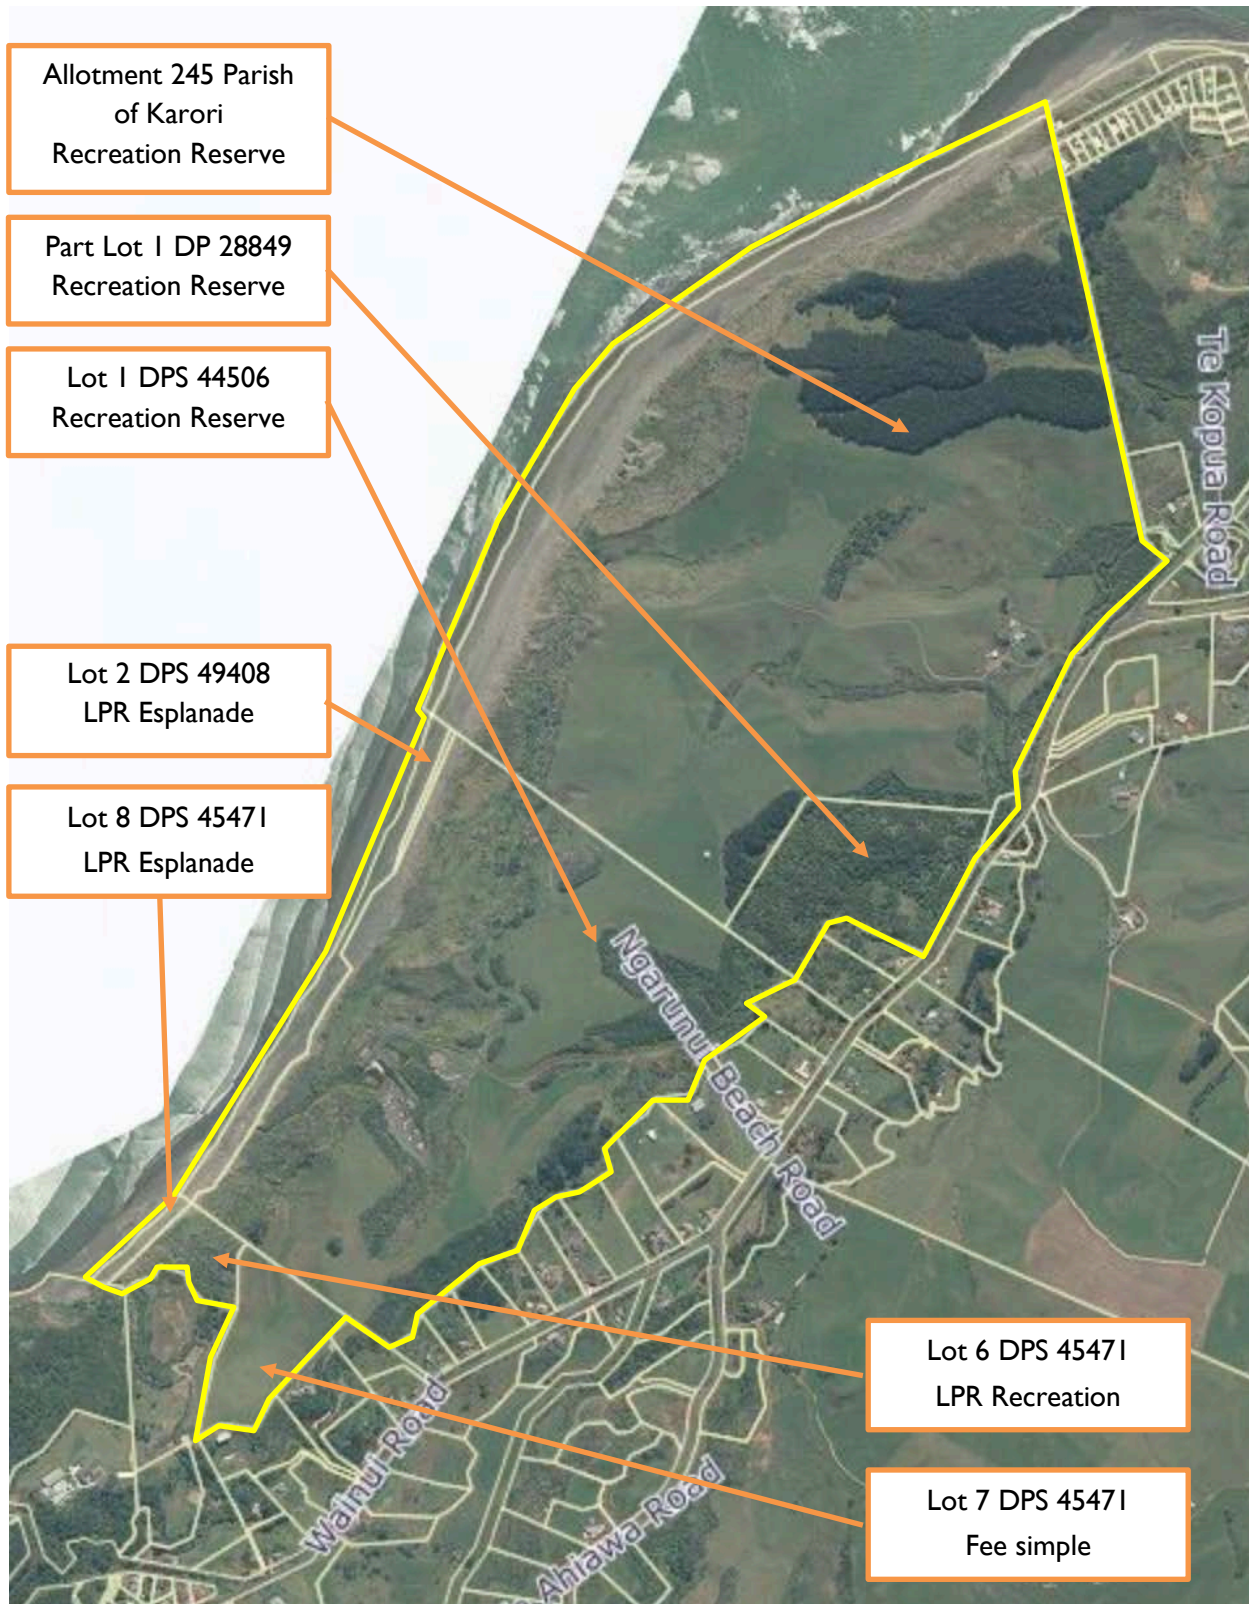 Allotment 245 Parish
of Karori
Recreation Reserve
Part Lot 1 DP 28849
Recreation Reserve
Lot 1 DPS 44506
Recreation Reserve
Lot 2 DPS 49408
LPR Esplanade
Lot 8 DPS 45471
LPR Esplanade
Te Kopua Road
Ngarunui Beach Road
Wainui Road
Ahiawa Road
Lot 6 DPS 45471
LPR Recreation
Lot 7 DPS 45471
Fee simple